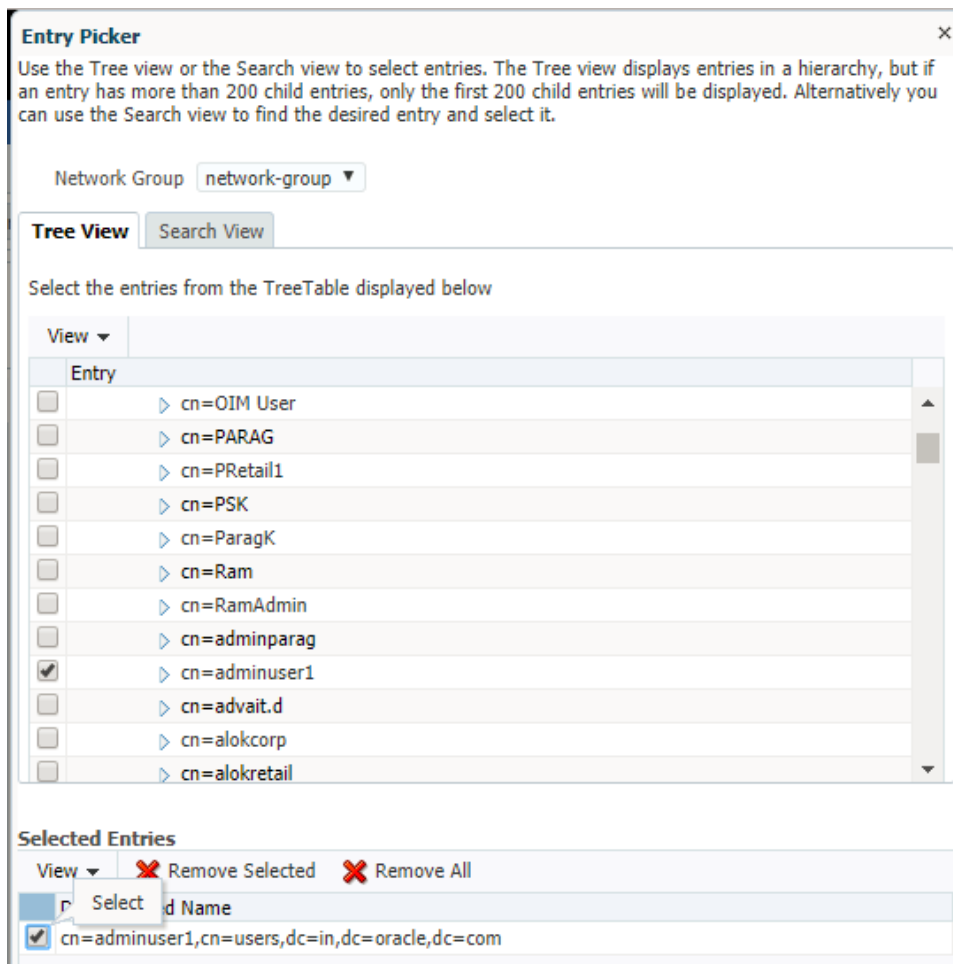 Entry Picker
Use the Tree view or the Search view to select entries. The Tree view displays entries in a hierarchy, but if
an entry has more than 200 child entries, only the first 200 child entries will be displayed. Alternatively you
can use the Search view to find the desired entry and select it.
Network Group network-group
Tree View Search View
Select the entries from the TreeTable displayed below
View
Entry
cn=OIM User
cn=PARAG
cn=PRetail1
cn=PSK
cn=ParagK
cn=Ram
cn=RamAdmin
cn=adminparag
cn=adminuser1
cn=advait.d
cn=alokcorp
cn=alokretail
Selected Entries
View Remove Selected Remove All
Select
Name
cn=adminuser1,cn=users,dc=in,dc=oracle,dc=com